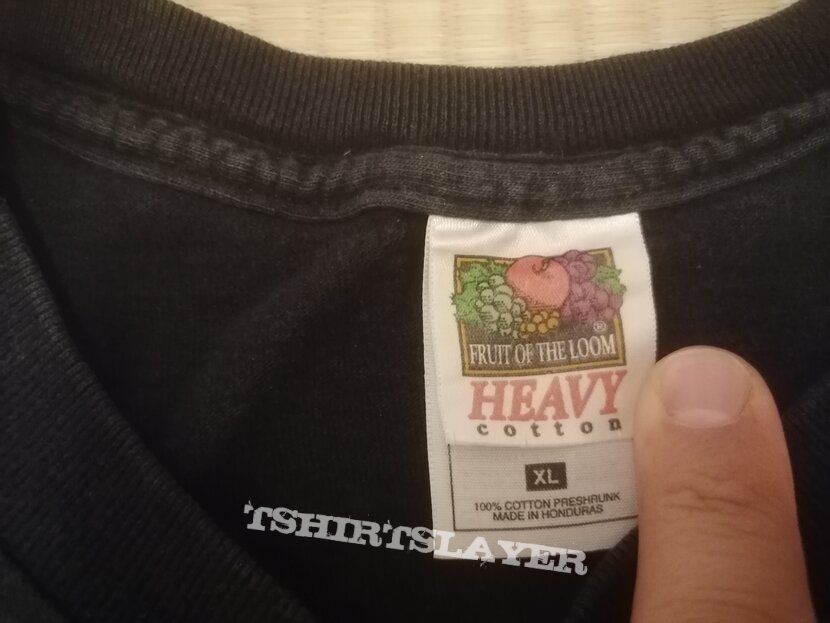 ®
FRUIT OF THE LOOM
HEAVY
cotton
XL
100% COTTON PRESHRUNK
MADE IN HONDURAS
TSHIRTSLAYER